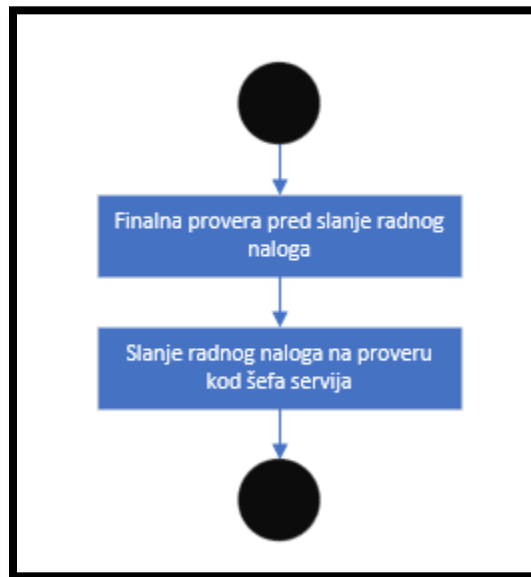 Finalna provera pred slanje radnog
naloga
Slanje radnog naloga na proveru
kod šefa servija